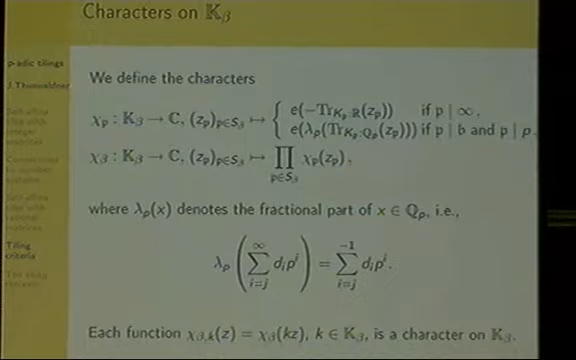 Characters on 𝕂_β
p-adic tilings
J. Thuswaldner
We define the characters
χ_𝔭 : 𝕂_β → ℂ, (z_𝔭)_{𝔭∈S_β} ↦ { e(−Tr_{K_𝔭:ℝ}(z_𝔭)) if 𝔭 | ∞,
e(λ_p(Tr_{K_𝔭:ℚ_p}(z_𝔭))) if 𝔭 | b and 𝔭 | p.
χ_β : 𝕂_β → ℂ, (z_𝔭)_{𝔭∈S_β} ↦ ∏_{𝔭∈S_β} χ_𝔭(z_𝔭),
where λ_p(x) denotes the fractional part of x ∈ ℚ_p, i.e.,
Tiling
criteria
λ_p(∑_{i=j}^{∞} d_i p^i) = ∑_{i=j}^{−1} d_i p^i.
Each function χ_{β,k}(z) = χ_β(kz), k ∈ 𝕂_β, is a character on 𝕂_β.